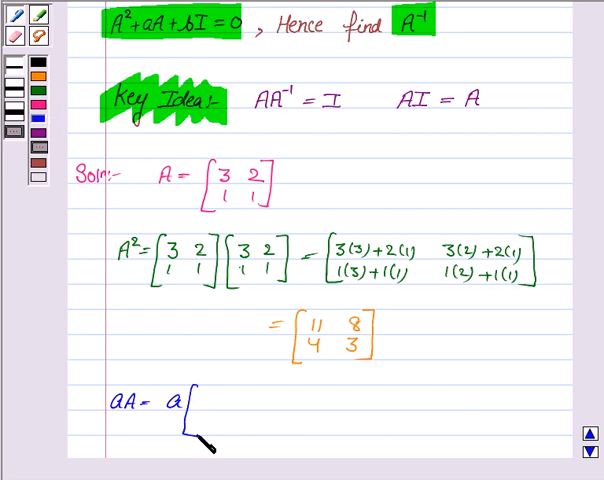 A² + aA + bI = 0 , Hence find A⁻¹
Key Idea:- AA⁻¹ = I AI = A
Soln:- A = [3 2
1 1]
A² = [3 2 [3 2 = [3(3)+2(1) 3(2)+2(1)
1 1] 1 1] 1(3)+1(1) 1(2)+1(1)]
= [11 8
4 3]
aA = a[